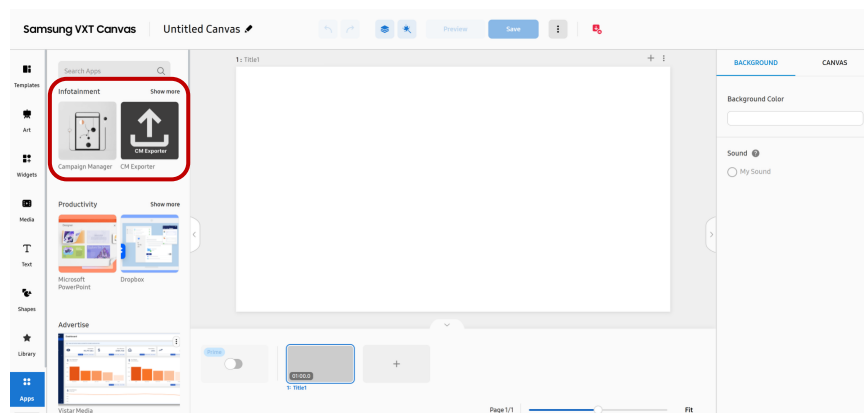 Samsung VXT Canvas
Untitled Canvas
Preview
Save
Templates
Art
Widgets
Media
Text
Shapes
Library
Apps
Search Apps
Infotainment
Show more
CM Exporter
Campaign Manager
CM Exporter
Productivity
Show more
Microsoft
PowerPoint
Dropbox
Advertise
Vistar Media
1: Title1
01:00.0
1: Title1
Page 1/1
Fit
BACKGROUND
CANVAS
Background Color
Sound
My Sound